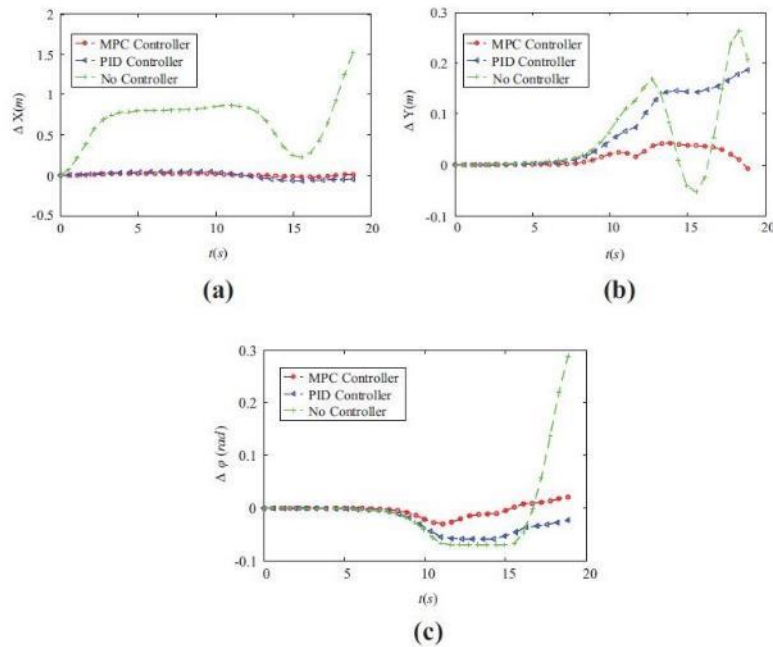 2
1.5
1
0.5
0
-0.5
Δ X(m)
MPC Controller
PID Controller
No Controller
0 5 10 15 20
t(s)
(a)
0.3
0.2
0.1
0
-0.1
Δ Y(m)
MPC Controller
PID Controller
No Controller
0 5 10 15 20
t(s)
(b)
0.3
0.2
0.1
0
-0.1
Δ φ (rad)
MPC Controller
PID Controller
No Controller
0 5 10 15 20
t(s)
(c)